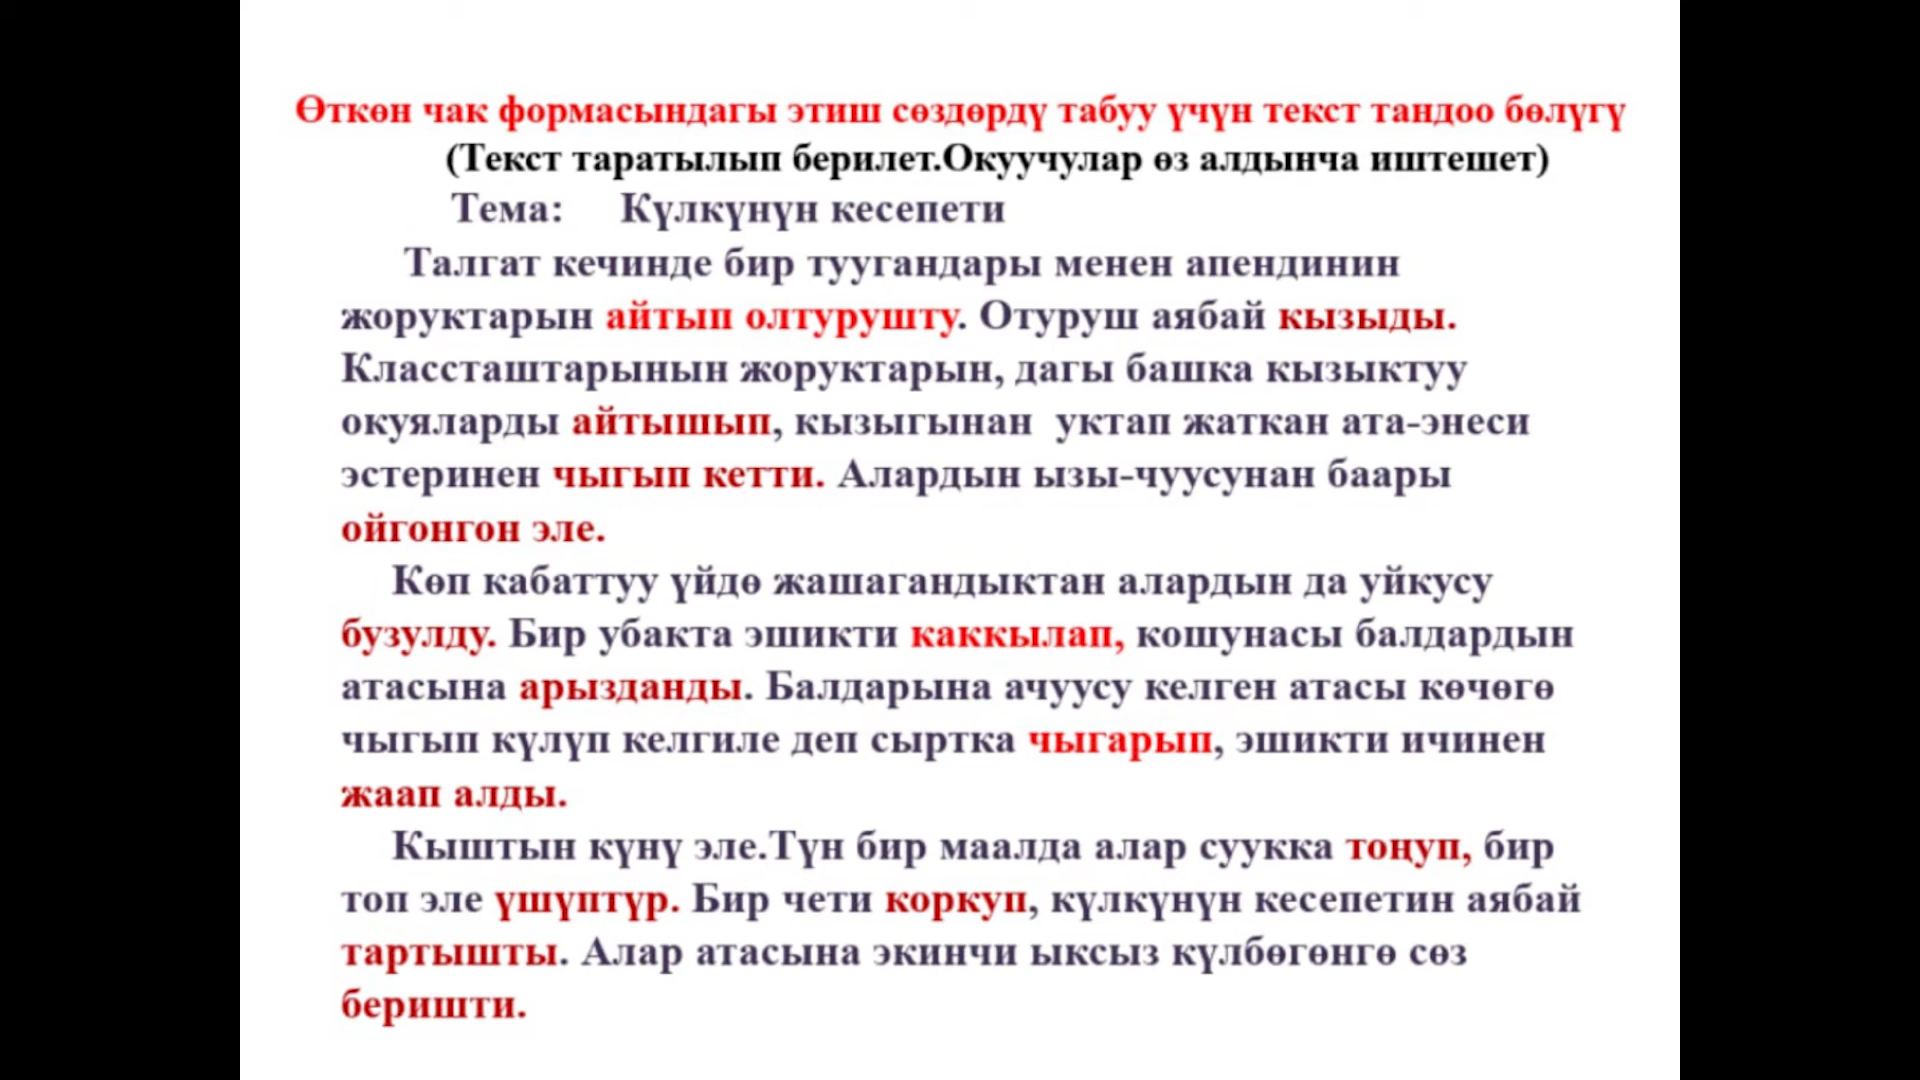 Өткөн чак формасындагы этиш сөздөрдү табуу үчүн текст тандоо бөлүгү
(Текст таратылып берилет.Окуучулар өз алдынча иштешет)
Тема: Күлкүнүн кесепети
Талгат кечинде бир туугандары менен апендинин
жоруктарын айтып олтурушту. Отуруш аябай кызыды.
Классташтарынын жоруктарын, дагы башка кызыктуу
окуяларды айтышып, кызыгынан уктап жаткан ата-энеси
эстеринен чыгып кетти. Алардын ызы-чуусунан баары
ойгонгон эле.
Көп кабаттуу үйдө жашагандыктан алардын да уйкусу
бузулду. Бир убакта эшикти каккылап, кошунасы балдардын
атасына арызданды. Балдарына ачуусу келген атасы көчөгө
чыгып күлүп келгиле деп сыртка чыгарып, эшикти ичинен
жаап алды.
Кыштын күнү эле.Түн бир маалда алар суукка тоңуп, бир
топ эле үшүптүр. Бир чети коркуп, күлкүнүн кесепетин аябай
тартышты. Алар атасына экинчи ыксыз күлбөгөнгө сөз
беришти.